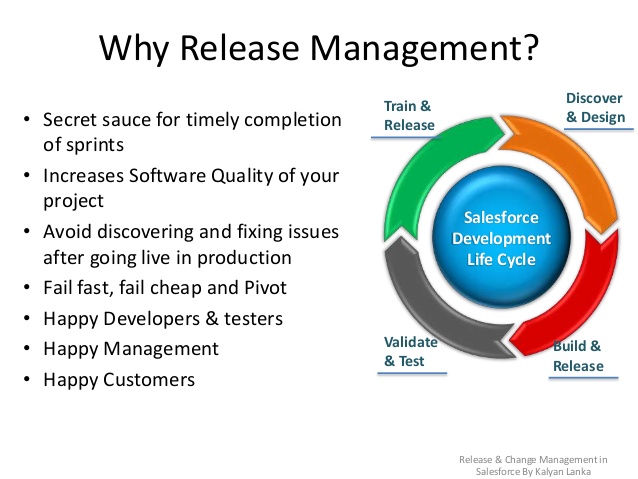 Why Release Management?
• Secret sauce for timely completion
of sprints
• Increases Software Quality of your
project
• Avoid discovering and fixing issues
after going live in production
• Fail fast, fail cheap and Pivot
• Happy Developers & testers
• Happy Management
• Happy Customers
Train &
Release
Discover
& Design
Salesforce
Development
Life Cycle
Validate
& Test
Build &
Release
Release & Change Management in
Salesforce By Kalyan Lanka